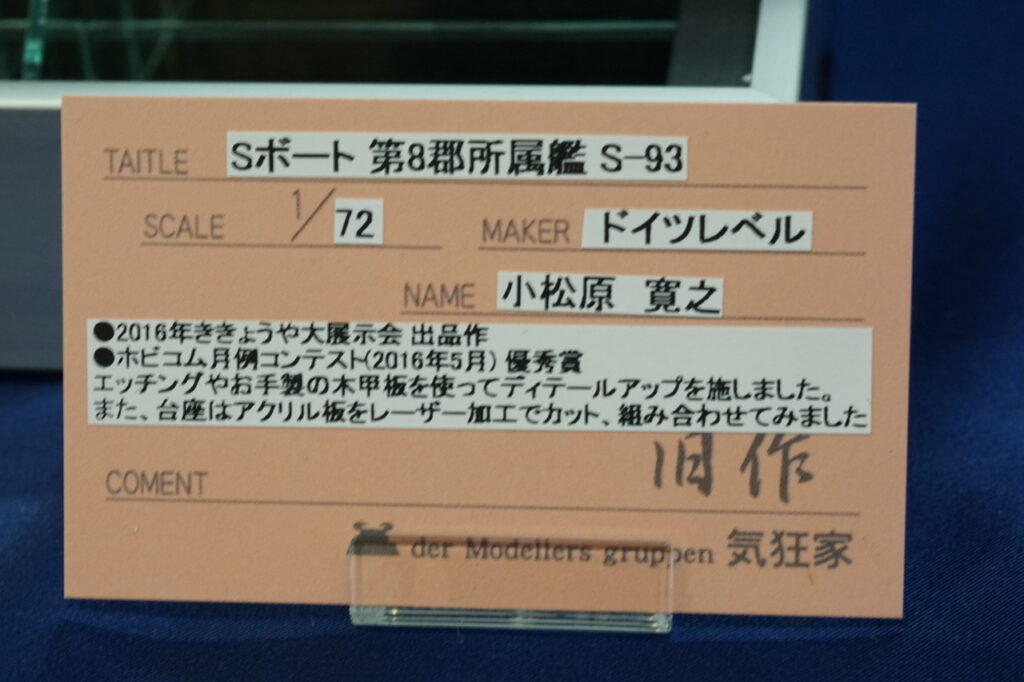 TAITLE Sボート 第8郡所属艦 S-93
SCALE 1/72 MAKER ドイツレベル
NAME 小松原 寛之
●2016年ききょうや大展示会 出品作
●ホビコム月例コンテスト(2016年5月) 優秀賞
エッチングやお手製の木甲板を使ってディテールアップを施しました。
また、台座はアクリル板をレーザー加工でカット、組み合わせてみました
旧作
COMENT
der Modellers gruppen 気狂家